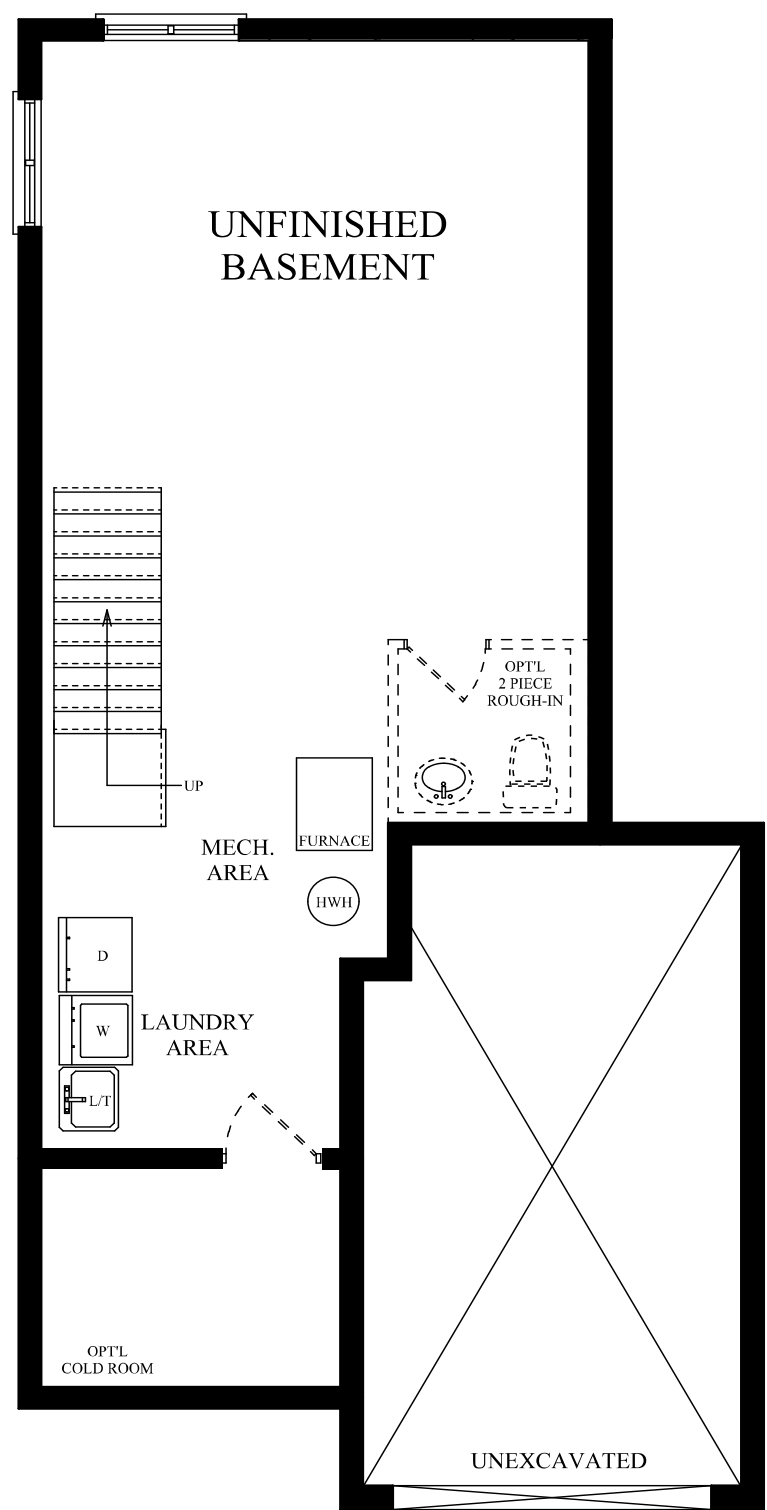 UNFINISHED
BASEMENT
OPT'L
2 PIECE
ROUGH-IN
UP
FURNACE
MECH.
AREA
HWH
D
W
LAUNDRY
AREA
L/T
OPT'L
COLD ROOM
UNEXCAVATED